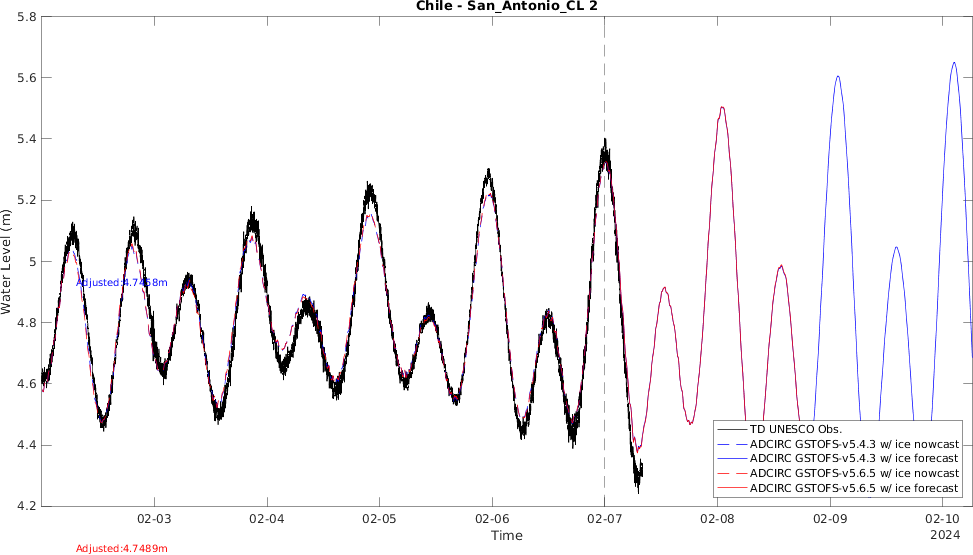 Chile - San_Antonio_CL 2
5.8
5.6
5.4
5.2
5
4.8
4.6
4.4
4.2
Water Level (m)
Adjusted:4.7458m
TD UNESCO Obs.
ADCIRC GSTOFS-v5.4.3 w/ ice nowcast
ADCIRC GSTOFS-v5.4.3 w/ ice forecast
ADCIRC GSTOFS-v5.6.5 w/ ice nowcast
ADCIRC GSTOFS-v5.6.5 w/ ice forecast
02-03 02-04 02-05 02-06 02-07 02-08 02-09 02-10
Time 2024
Adjusted:4.7489m